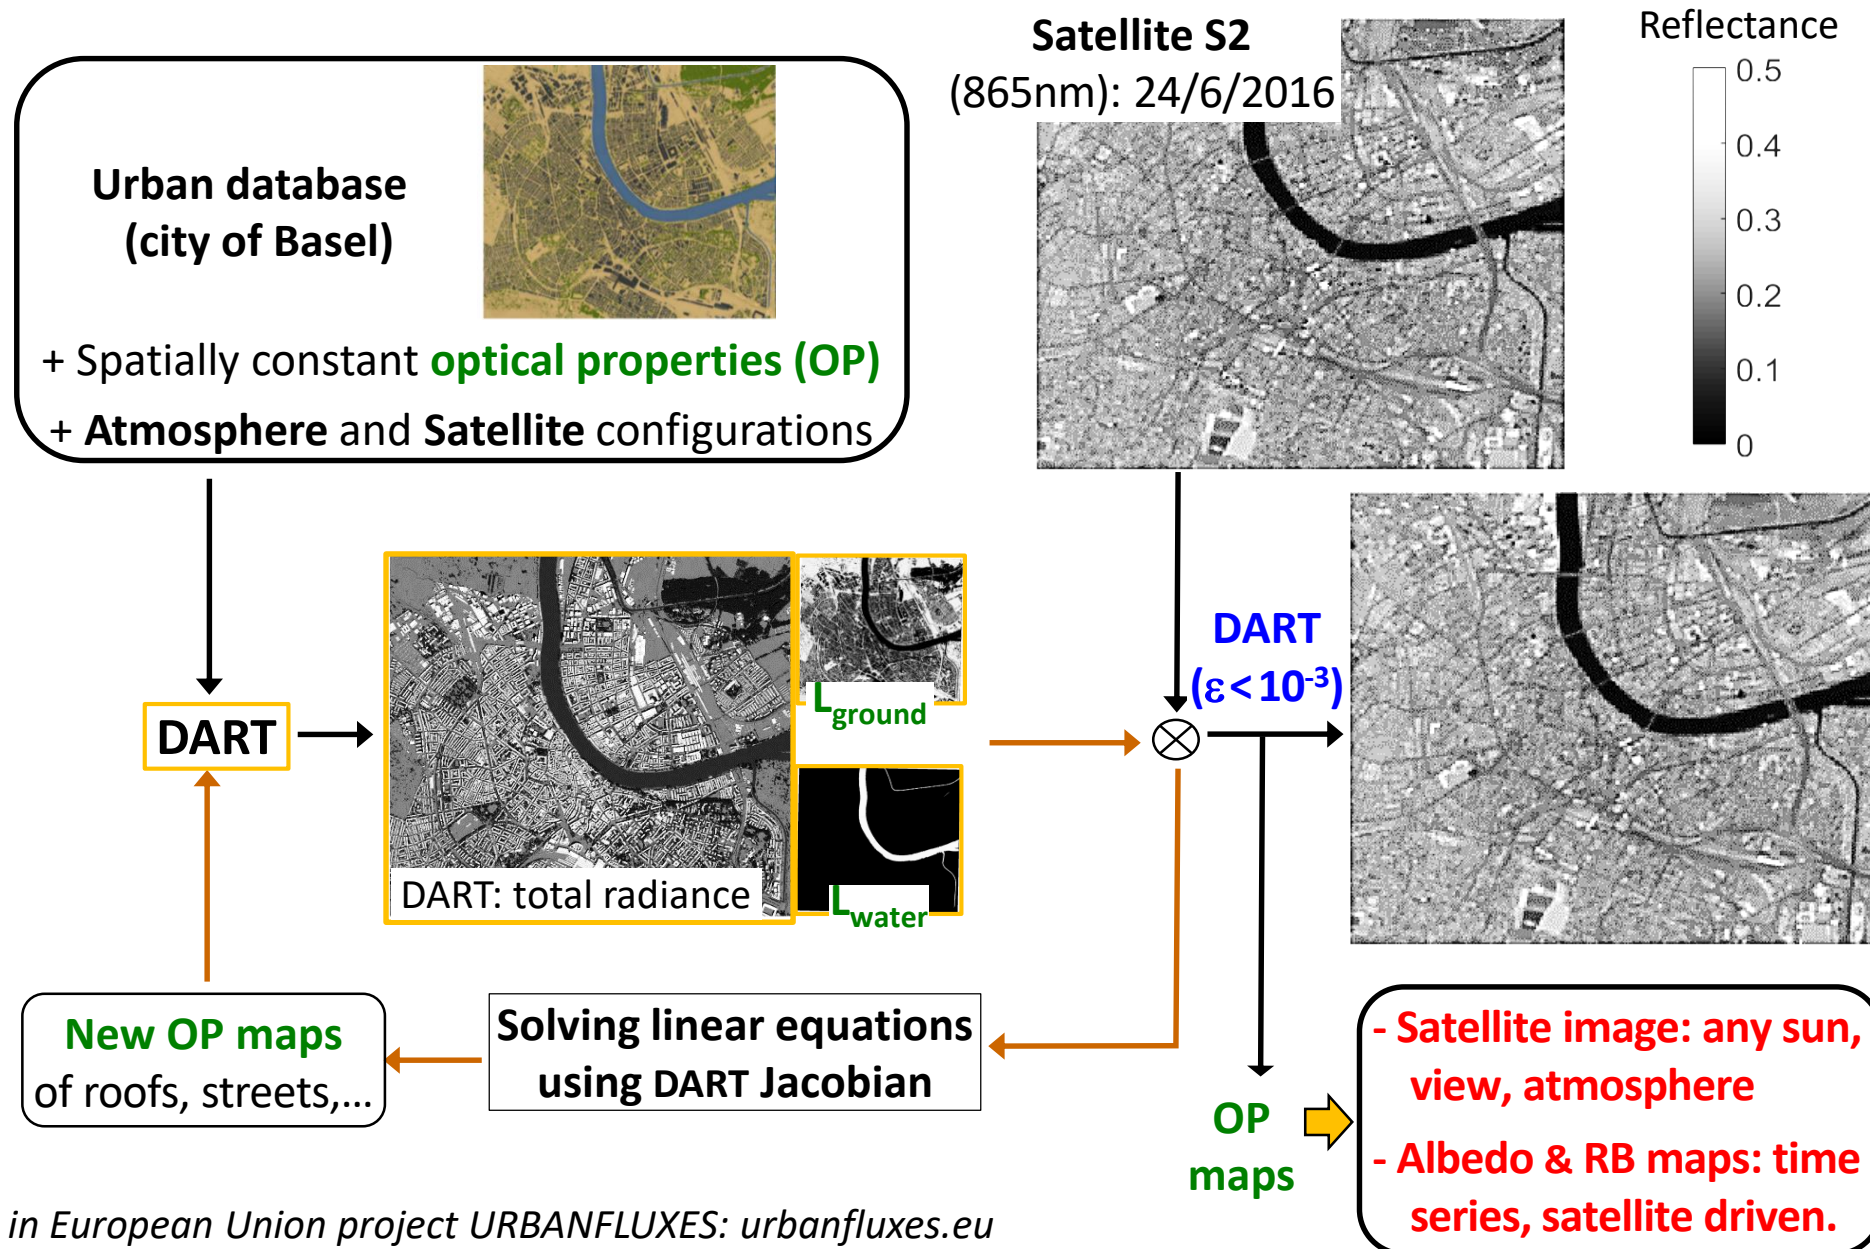 Satellite S2
(865nm): 24/6/2016
Reflectance
0.5
0.4
0.3
0.2
0.1
0
Urban database
(city of Basel)
+ Spatially constant optical properties (OP)
+ Atmosphere and Satellite configurations
DART
DART: total radiance
Lground
Lwater
DART
(ε < 10-3)
Solving linear equations
using DART Jacobian
New OP maps
of roofs, streets,...
OP
maps
- Satellite image: any sun,
view, atmosphere
- Albedo & RB maps: time
series, satellite driven.
in European Union project URBANFLUXES: urbanfluxes.eu